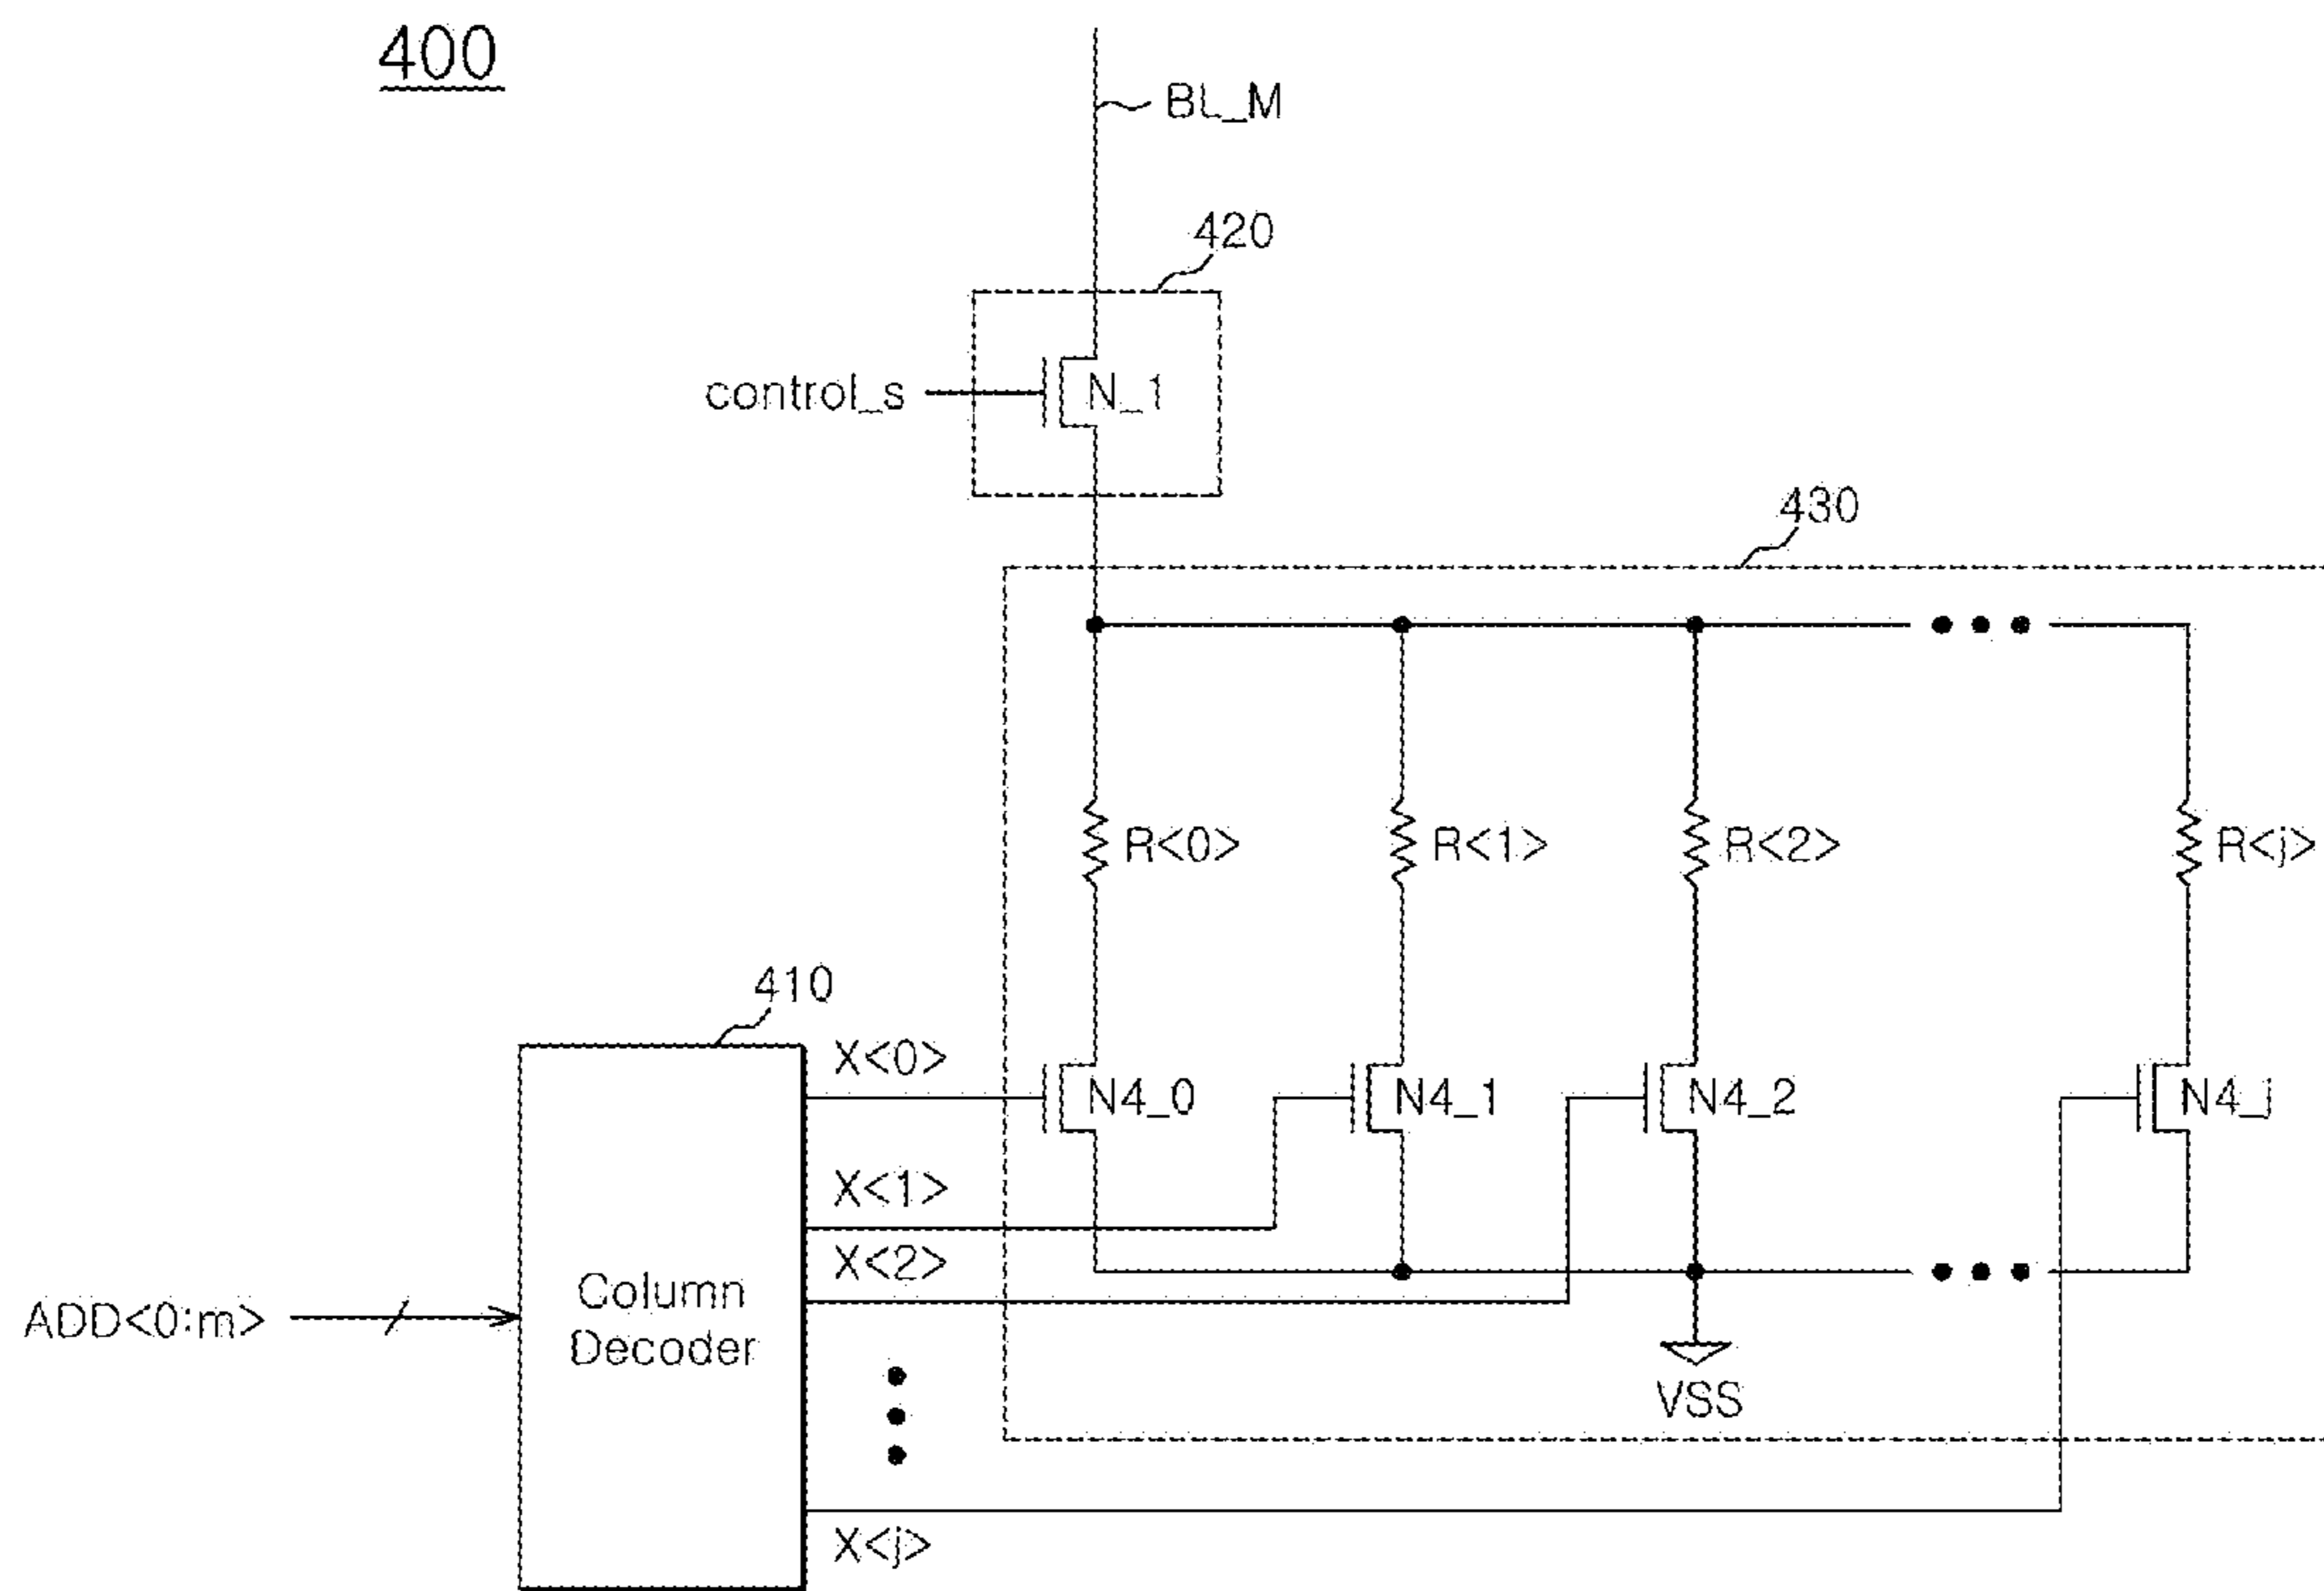 400
BL_M
420
control_s
N_1
430
R<0>
R<1>
R<2>
R<j>
410
X<0>
N4_0
N4_1
N4_2
N4_j
X<1>
X<2>
ADD<0:m>
Column
Decoder
VSS
X<j>